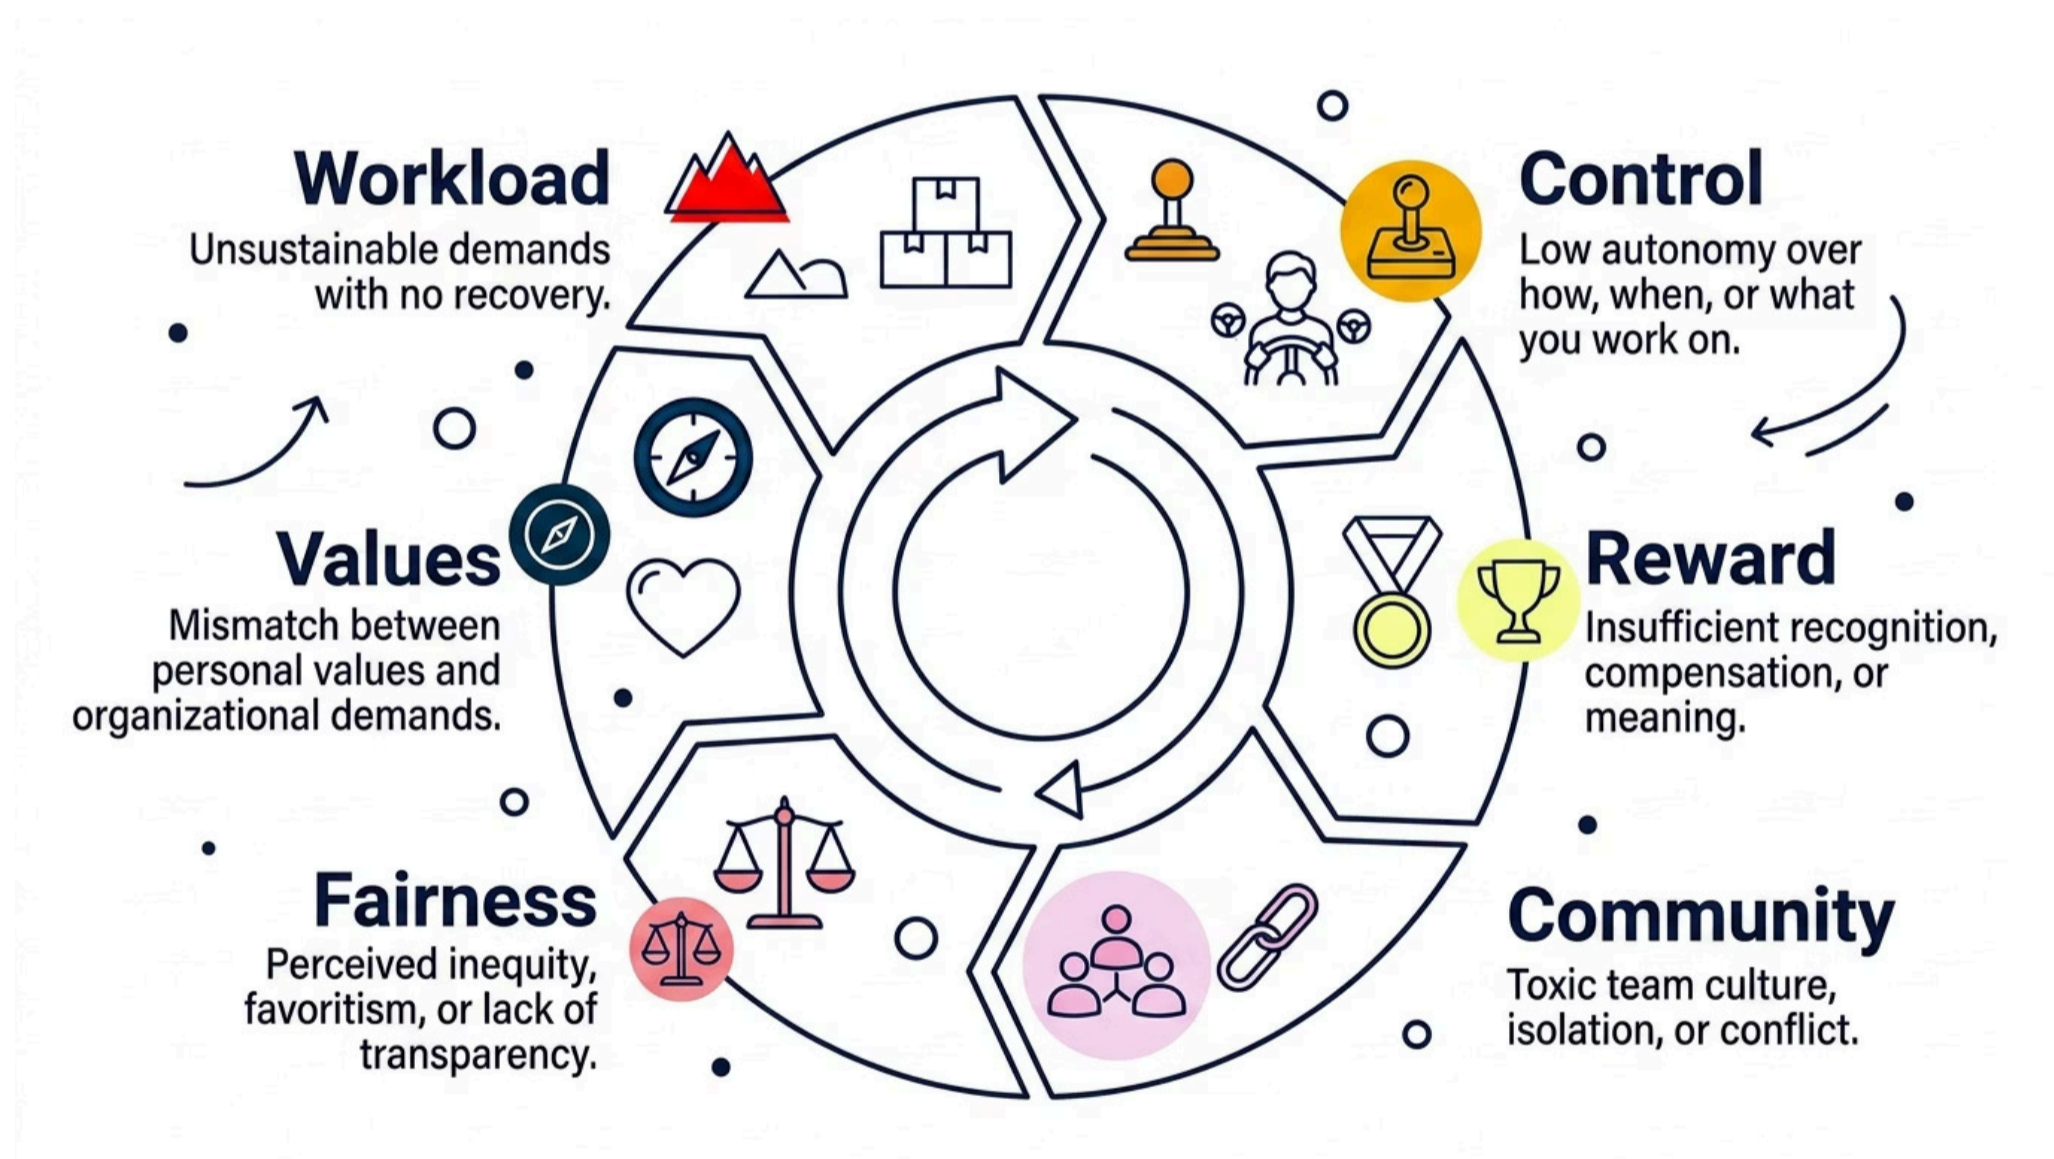 Workload
Unsustainable demands
with no recovery.
Control
Low autonomy over
how, when, or what
you work on.
Values
Mismatch between
personal values and
organizational demands.
Reward
Insufficient recognition,
compensation, or
meaning.
Fairness
Perceived inequity,
favoritism, or lack of
transparency.
Community
Toxic team culture,
isolation, or conflict.